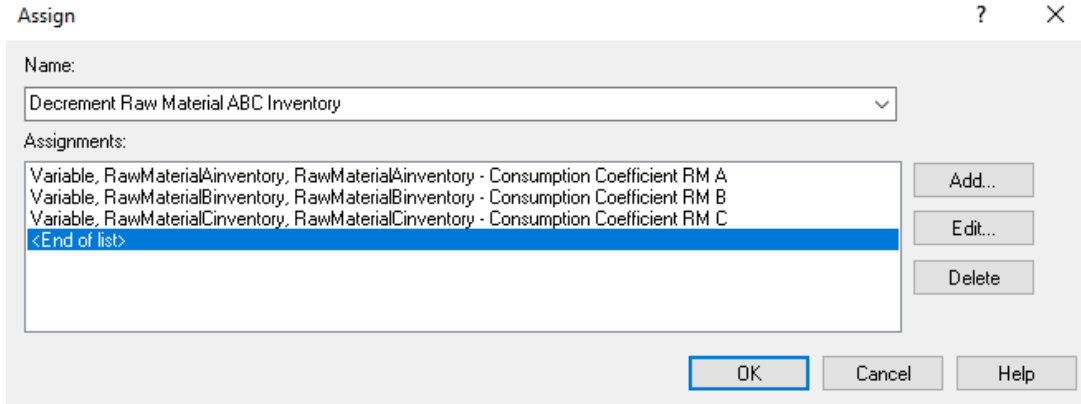 Assign
?
Name:
Decrement Raw Material ABC Inventory
Assignments:
Variable, RawMaterialAinventory, RawMaterialAinventory - Consumption Coefficient RM A
Variable, RawMaterialBinventory, RawMaterialBinventory - Consumption Coefficient RM B
Variable, RawMaterialCinventory, RawMaterialCinventory - Consumption Coefficient RM C
<End of list>
Add...
Edit...
Delete
OK Cancel Help